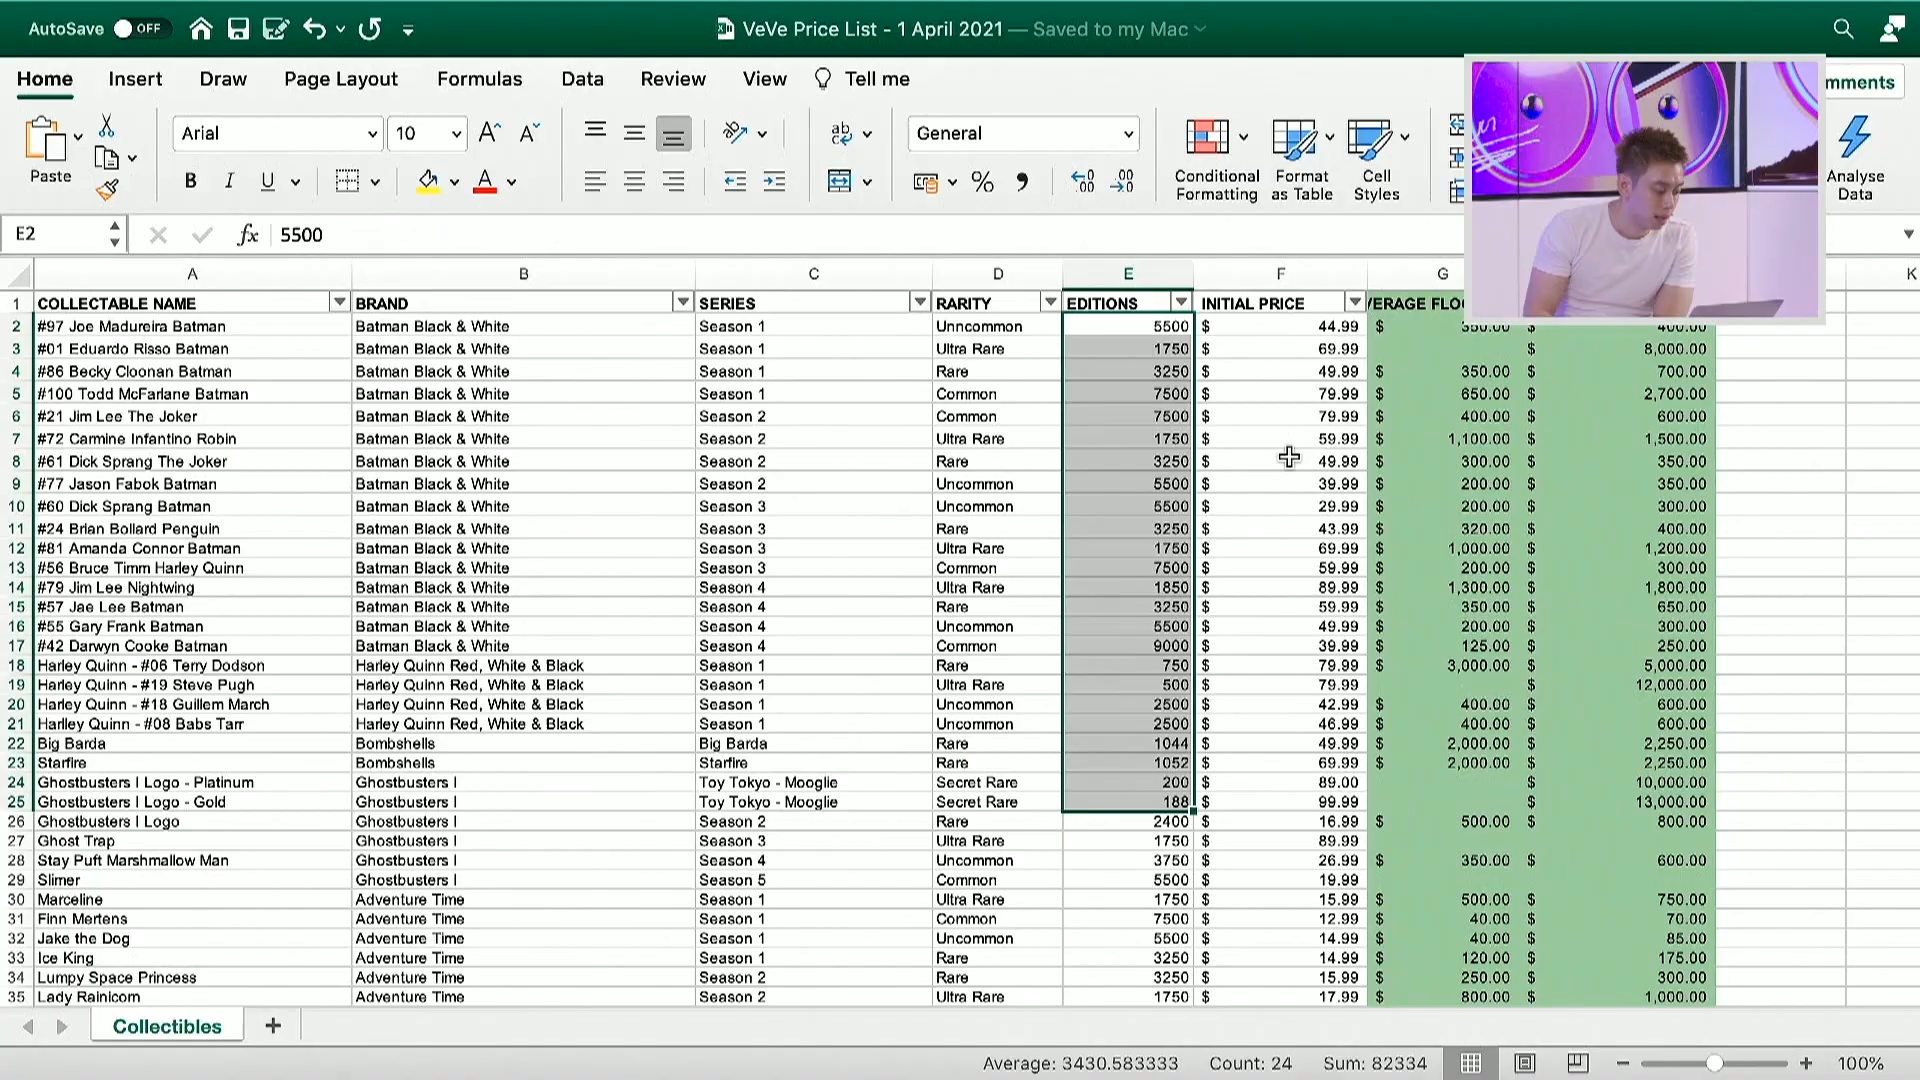 AutoSave OFF VeVe Price List - 1 April 2021 — Saved to my Mac
Home Insert Draw Page Layout Formulas Data Review View Tell me mments
Paste Arial 10 General Conditional Formatting Format as Table Cell Styles Analyse Data
E2 fx 5500
A B C D E F G K
1 COLLECTABLE NAME BRAND SERIES RARITY EDITIONS INITIAL PRICE VERAGE FLO
2 #97 Joe Madureira Batman Batman Black & White Season 1 Unncommon 5500 $ 44.99 $ 350.00 $ 400.00
3 #01 Eduardo Risso Batman Batman Black & White Season 1 Ultra Rare 1750 $ 69.99 $ 8,000.00
4 #86 Becky Cloonan Batman Batman Black & White Season 1 Rare 3250 $ 49.99 $ 350.00 $ 700.00
5 #100 Todd McFarlane Batman Batman Black & White Season 1 Common 7500 $ 79.99 $ 650.00 $ 2,700.00
6 #21 Jim Lee The Joker Batman Black & White Season 2 Common 7500 $ 79.99 $ 400.00 $ 600.00
7 #72 Carmine Infantino Robin Batman Black & White Season 2 Ultra Rare 1750 $ 59.99 $ 1,100.00 $ 1,500.00
8 #61 Dick Sprang The Joker Batman Black & White Season 2 Rare 3250 $ 49.99 $ 300.00 $ 350.00
9 #77 Jason Fabok Batman Batman Black & White Season 2 Uncommon 5500 $ 39.99 $ 200.00 $ 350.00
10 #60 Dick Sprang Batman Batman Black & White Season 3 Uncommon 5500 $ 29.99 $ 200.00 $ 300.00
11 #24 Brian Bollard Penguin Batman Black & White Season 3 Rare 3250 $ 43.99 $ 320.00 $ 400.00
12 #81 Amanda Connor Batman Batman Black & White Season 3 Ultra Rare 1750 $ 69.99 $ 1,000.00 $ 1,200.00
13 #56 Bruce Timm Harley Quinn Batman Black & White Season 3 Common 7500 $ 59.99 $ 200.00 $ 300.00
14 #79 Jim Lee Nightwing Batman Black & White Season 4 Ultra Rare 1850 $ 89.99 $ 1,300.00 $ 1,800.00
15 #57 Jae Lee Batman Batman Black & White Season 4 Rare 3250 $ 59.99 $ 350.00 $ 650.00
16 #55 Gary Frank Batman Batman Black & White Season 4 Uncommon 5500 $ 49.99 $ 200.00 $ 300.00
17 #42 Darwyn Cooke Batman Batman Black & White Season 4 Common 9000 $ 39.99 $ 125.00 $ 250.00
18 Harley Quinn - #06 Terry Dodson Harley Quinn Red, White & Black Season 1 Rare 750 $ 79.99 $ 3,000.00 $ 5,000.00
19 Harley Quinn - #19 Steve Pugh Harley Quinn Red, White & Black Season 1 Ultra Rare 500 $ 79.99 $ 12,000.00
20 Harley Quinn - #18 Guillem March Harley Quinn Red, White & Black Season 1 Uncommon 2500 $ 42.99 $ 400.00 $ 600.00
21 Harlley Quinn - #08 Babs Tarr Harley Quinn Red, White & Black Season 1 Uncommon 2500 $ 46.99 $ 400.00 $ 600.00
22 Big Barda Bombshells Big Barda Rare 1044 $ 49.99 $ 2,000.00 $ 2,250.00
23 Starfire Bombshells Starfire Rare 1052 $ 69.99 $ 2,000.00 $ 2,250.00
24 Ghostbusters I Logo - Platinum Ghostbusters I Toy Tokyo - Mooglie Secret Rare 200 $ 89.00 $ 10,000.00
25 Ghostbusters I Logo - Gold Ghostbusters I Toy Tokyo - Mooglie Secret Rare 188 $ 99.99 $ 13,000.00
26 Ghostbusters I Logo Ghostbusters I Season 2 Rare 2400 $ 16.99 $ 500.00 $ 800.00
27 Ghost Trap Ghostbusters I Season 3 Ultra Rare 1750 $ 89.99
28 Stay Puft Marshmallow Man Ghostbusters I Season 4 Uncommon 3750 $ 26.99 $ 350.00 $ 600.00
29 Slimer Ghostbusters I Season 5 Common 5500 $ 19.99
30 Marceline Adventure Time Season 1 Ultra Rare 1750 $ 15.99 $ 500.00 $ 750.00
31 Finn Mertens Adventure Time Season 1 Common 7500 $ 12.99 $ 40.00 $ 70.00
32 Jake the Dog Adventure Time Season 1 Uncommon 5500 $ 14.99 $ 40.00 $ 85.00
33 Ice King Adventure Time Season 1 Rare 3250 $ 14.99 $ 120.00 $ 175.00
34 Lumpy Space Princess Adventure Time Season 2 Rare 3250 $ 15.99 $ 250.00 $ 300.00
35 Lady Rainicorn Adventure Time Season 2 Ultra Rare 1750 $ 17.99 $ 800.00 $ 1,000.00
Collectibles
Average: 3430.583333 Count: 24 Sum: 82334 100%